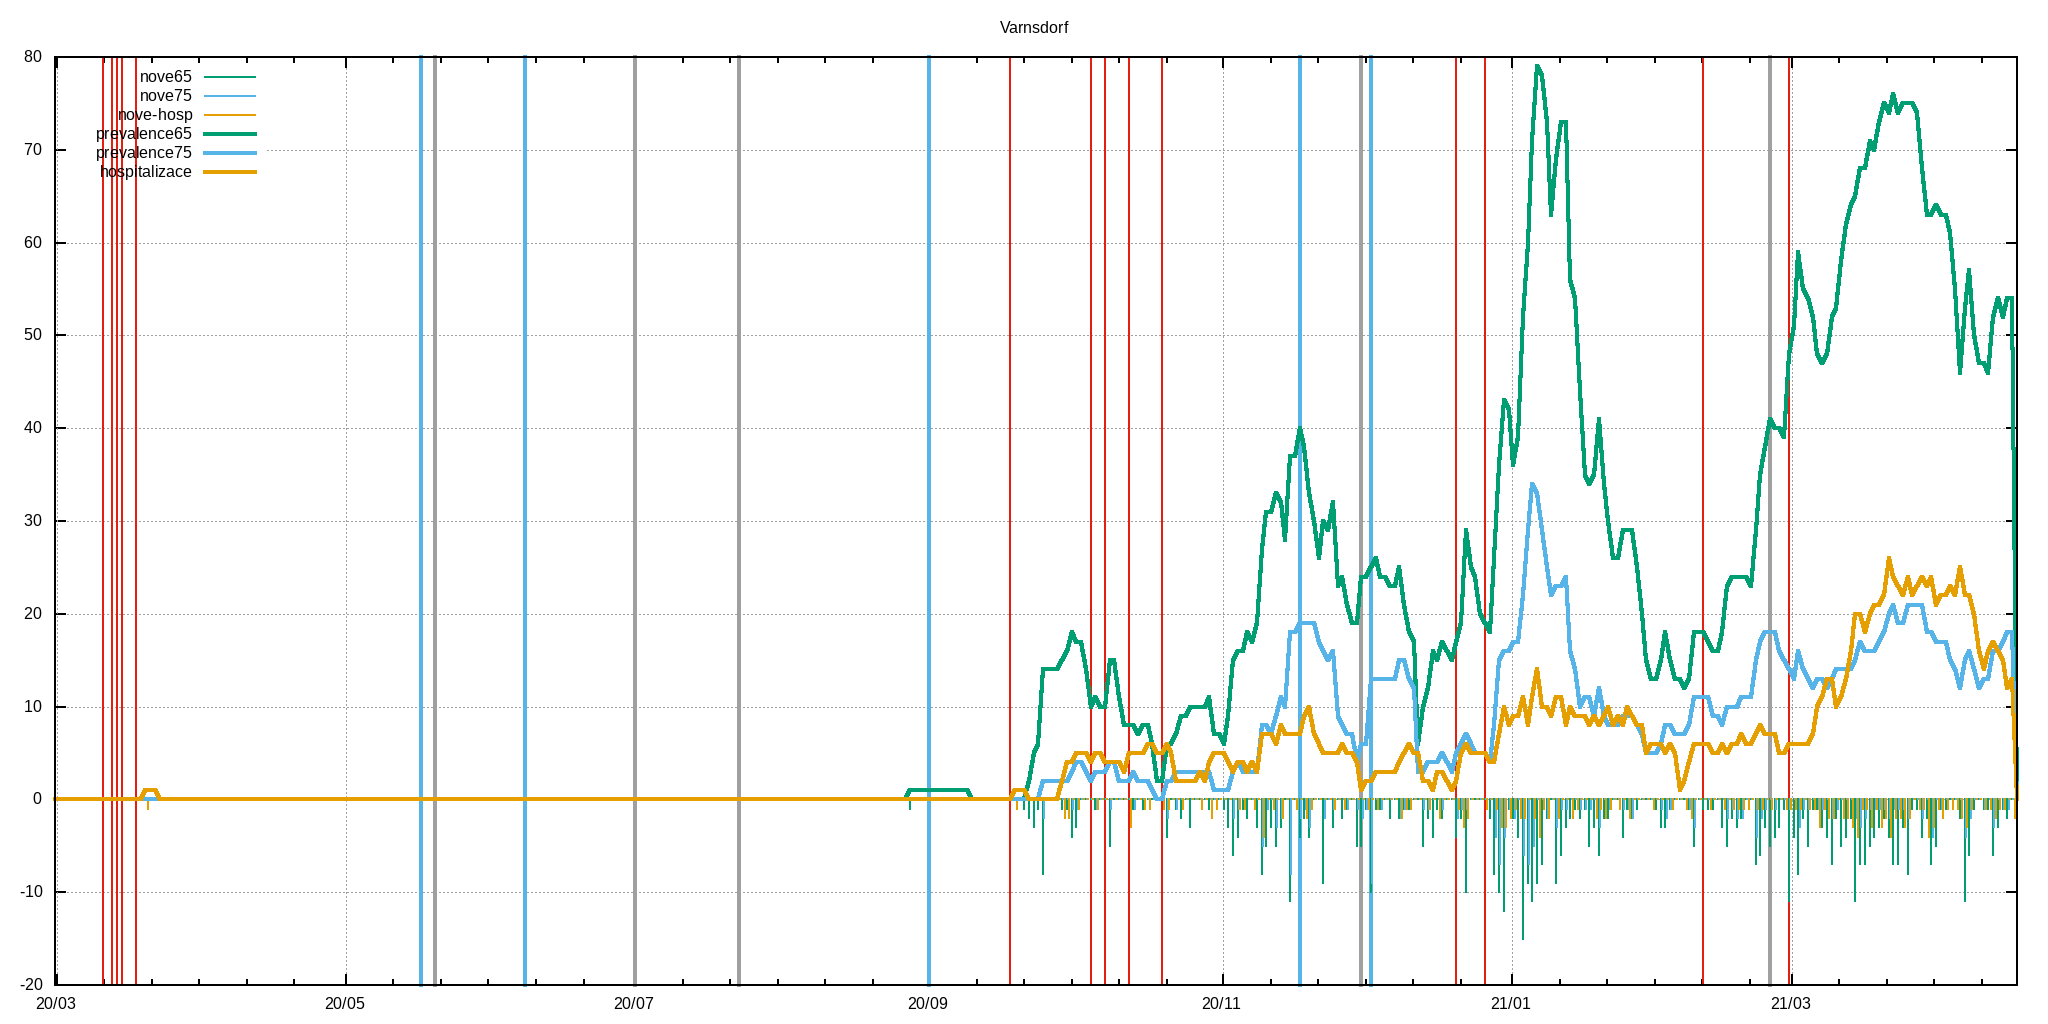 Varnsdorf
80
70
60
50
40
30
20
10
0
-10
-20
nove65
nove75
nove-hosp
prevalence65
prevalence75
hospitalizace
20/03 20/05 20/07 20/09 20/11 21/01 21/03